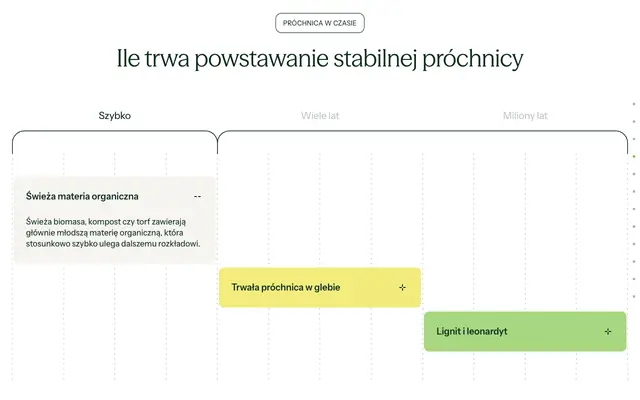 PRÓCHNICA W CZASIE
Ile trwa powstawanie stabilnej próchnicy
Szybko
Wiele lat
Miliony lat
Świeża materia organiczna
Świeża biomasa, kompost czy torf zawierają
głównie młodszą materię organiczną, która
stosunkowo szybko ulega dalszemu rozkładowi.
Trwała próchnica w glebie
Lignit i leonardyt